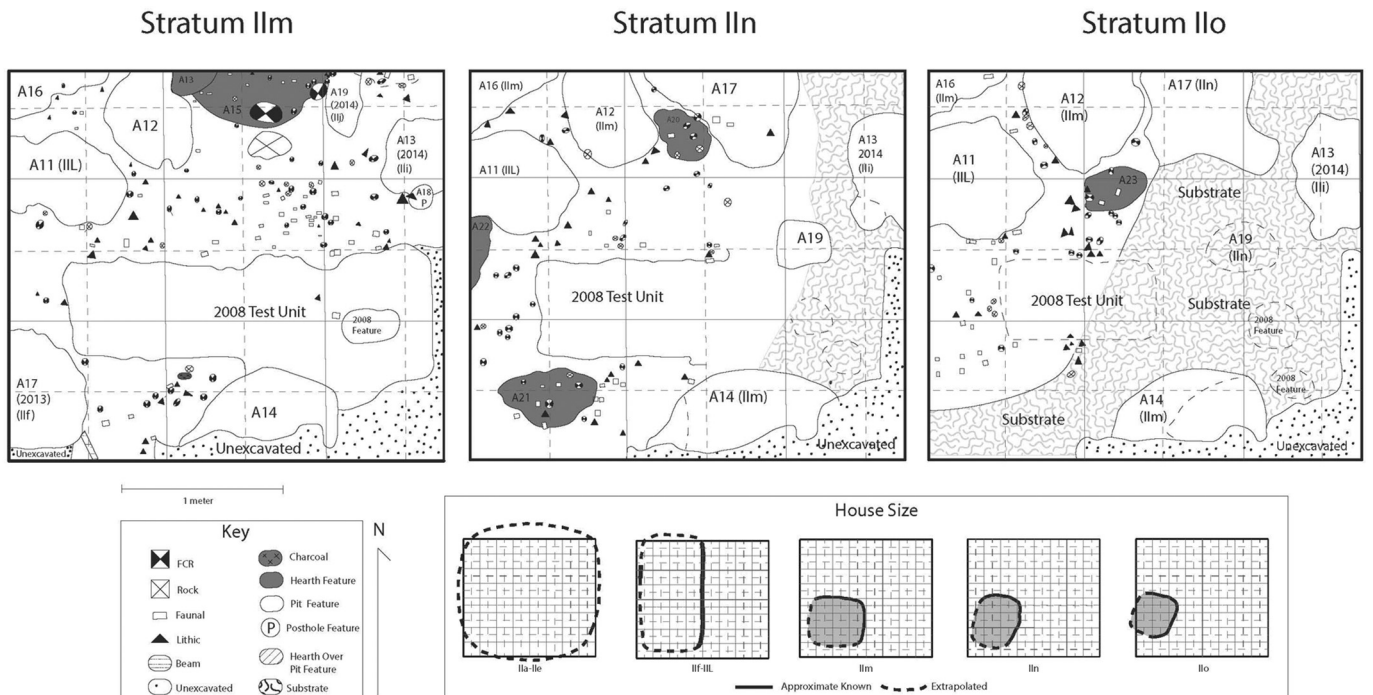 Stratum IIm
Stratum IIn
Stratum IIo
A16
A13
A15
A19
(2014)
(IIj)
A12
A13
(2014)
(IIi)
A11 (IIL)
A18
P
2008 Test Unit
2008
Feature
A17
(2013)
(IIf)
A14
Unexcavated
Unexcavated
A16 (IIm)
A17
A12
(IIm)
A20
A13
2014
(IIi)
A11 (IIL)
A22
A19
2008 Test Unit
A21
A14 (IIm)
Unexcavated
A16
(IIm)
A17 (IIn)
A12
(IIm)
A11
(IIL)
A13
(2014)
(IIi)
A23
Substrate
A19
(IIn)
2008 Test Unit
Substrate
2008
Feature
2008
Feature
Substrate
A14
(IIm)
Unexcavated
1 meter
Key
FCR
Rock
Faunal
Lithic
Beam
Unexcavated
Charcoal
Hearth Feature
Pit Feature
P
Posthole Feature
Hearth Over
Pit Feature
Substrate
N
House Size
IIa-IIe
IIf-IIL
IIm
IIn
IIo
Approximate Known
Extrapolated